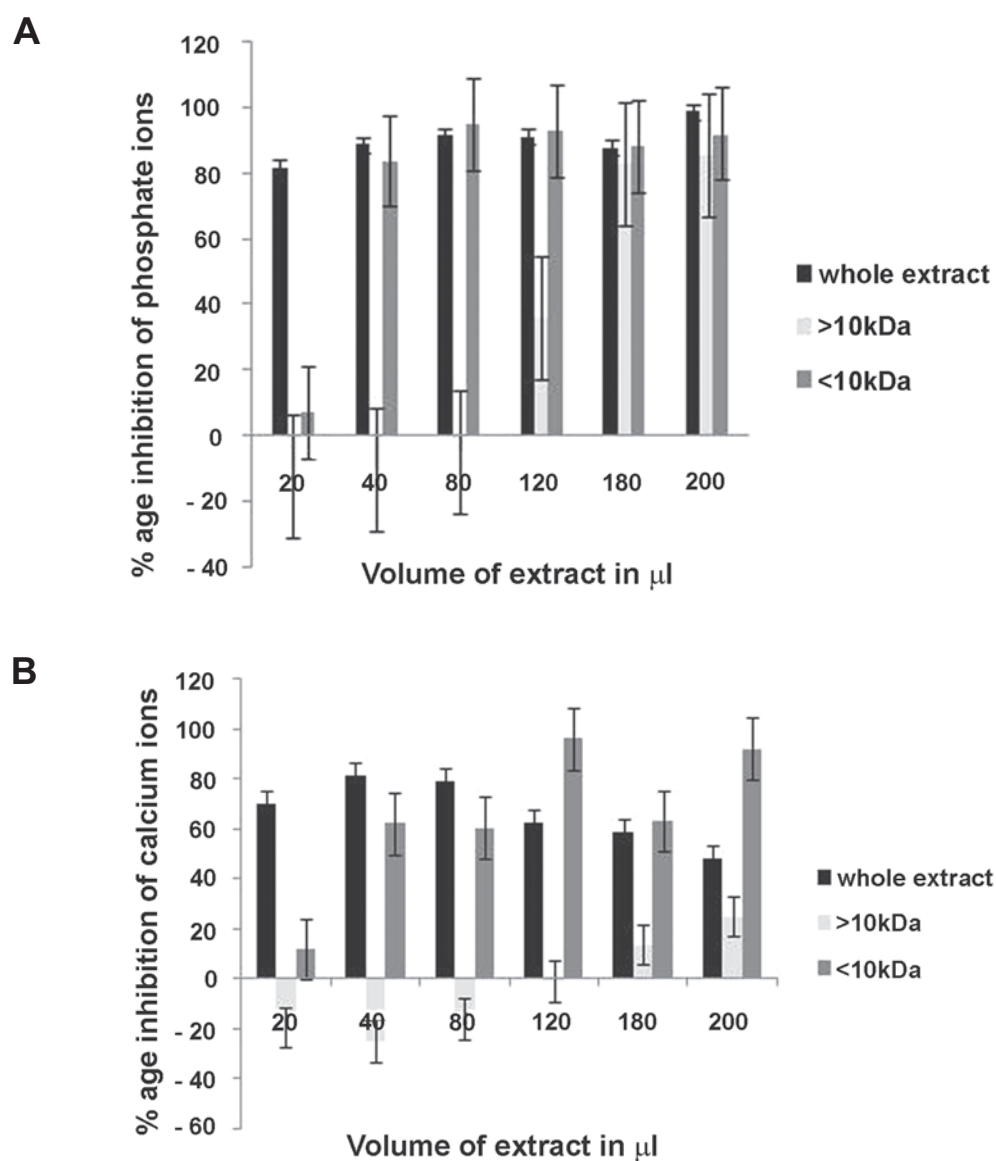 A
% age inhibition of phosphate ions
120
100
80
60
40
20
0
- 20
- 40
20 40 80 120 180 200
Volume of extract in μl
whole extract
>10kDa
<10kDa
B
% age inhibition of calcium ions
120
100
80
60
40
20
0
- 20
- 40
- 60
20 40 80 120 180 200
Volume of extract in μl
whole extract
>10kDa
<10kDa